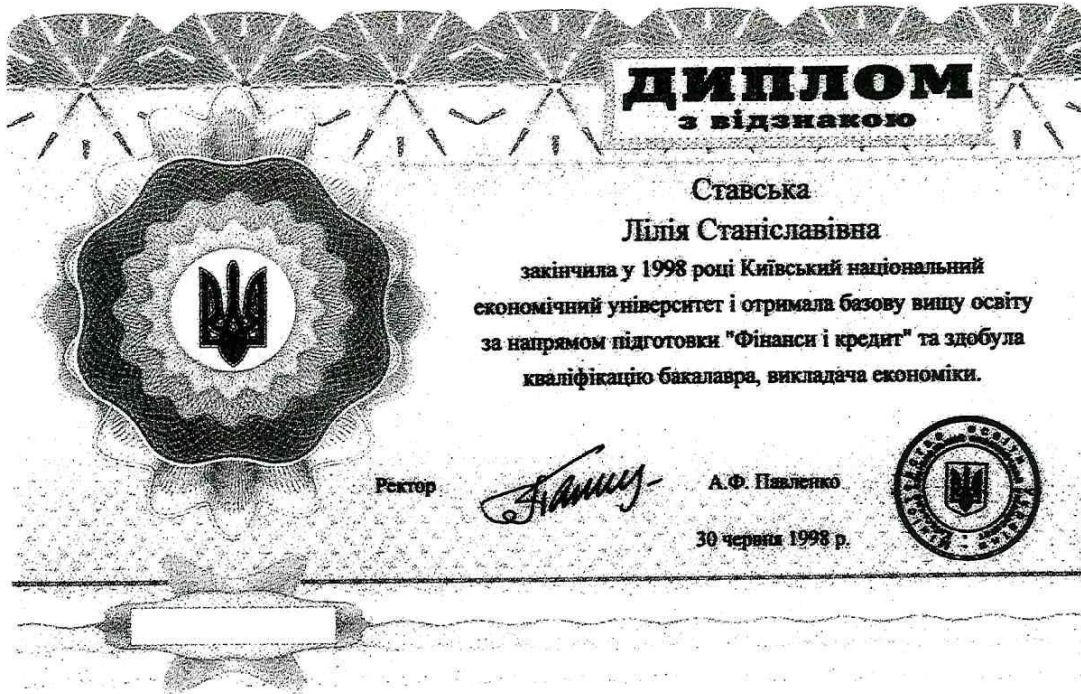 ДИПЛОМ
з відзнакою
Ставська
Лілія Станіславівна
закінчила у 1998 році Київський національний
економічний університет і отримала базову вищу освіту
за напрямом підготовки "Фінанси і кредит" та здобула
кваліфікацію бакалавра, викладача економіки.
Ректор
А.Ф. Павленко
30 червня 1998 р.